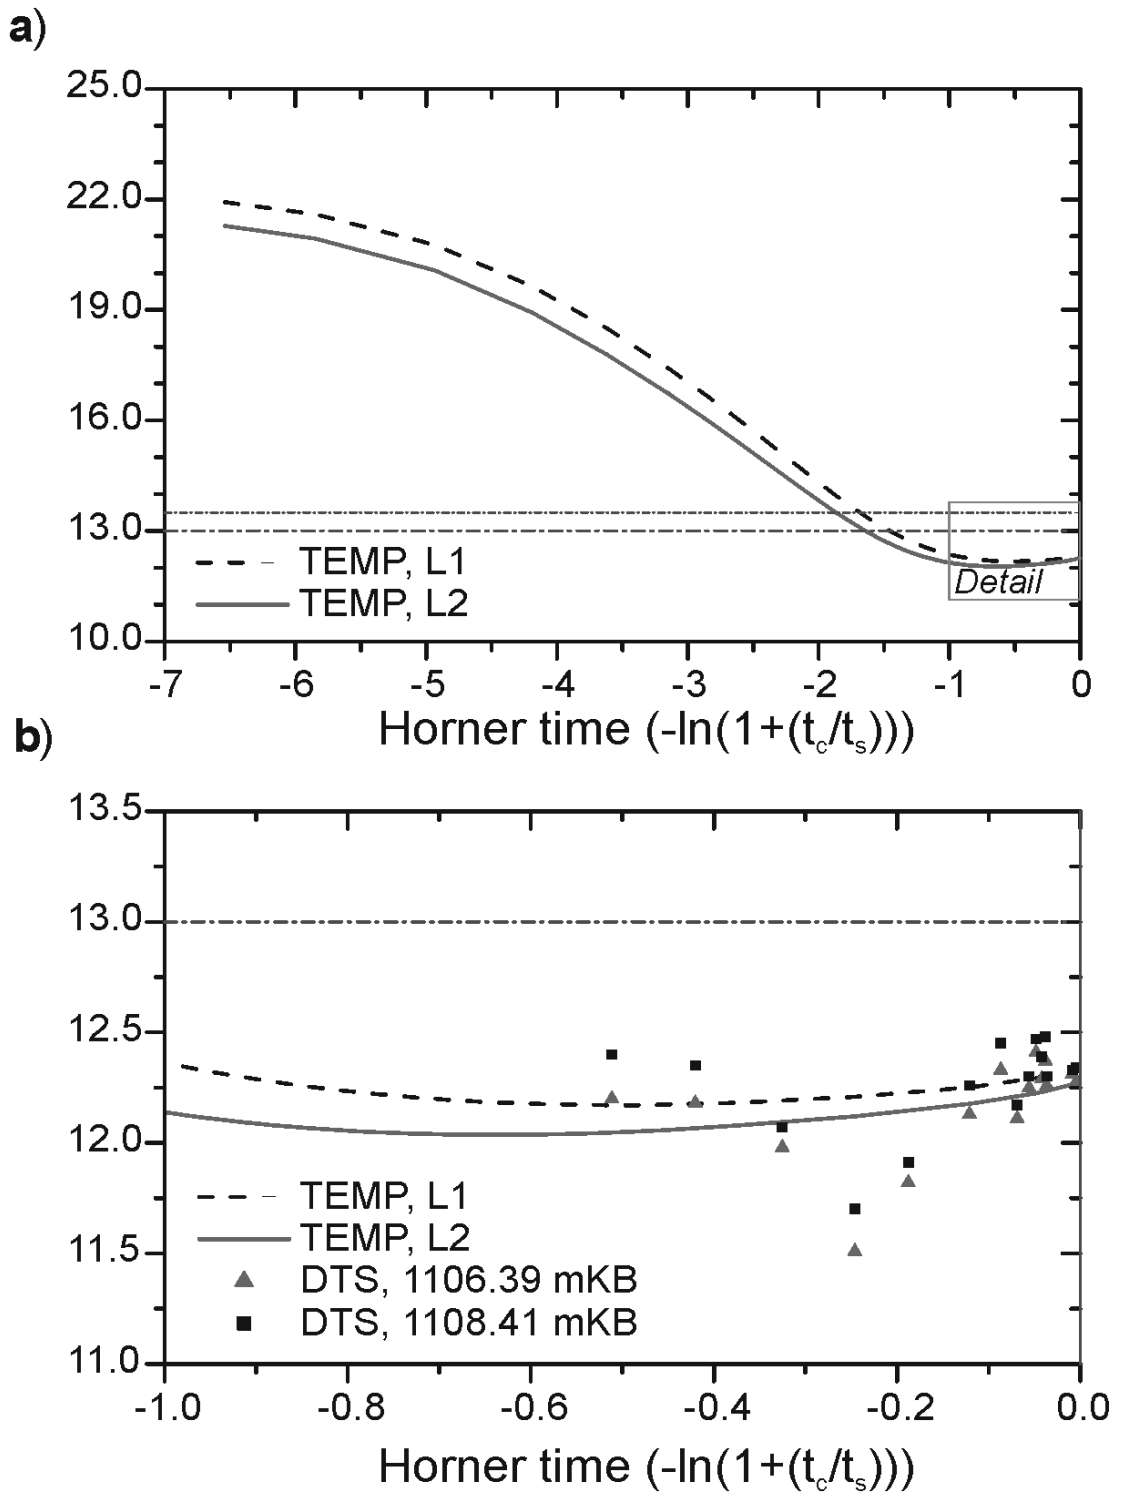 a)
25.0
22.0
19.0
16.0
13.0
10.0
TEMP, L1
TEMP, L2
Detail
-7 -6 -5 -4 -3 -2 -1 0
Horner time (-ln(1+(tc/ts)))
b)
13.5
13.0
12.5
12.0
11.5
11.0
TEMP, L1
TEMP, L2
DTS, 1106.39 mKB
DTS, 1108.41 mKB
-1.0 -0.8 -0.6 -0.4 -0.2 0.0
Horner time (-ln(1+(tc/ts)))